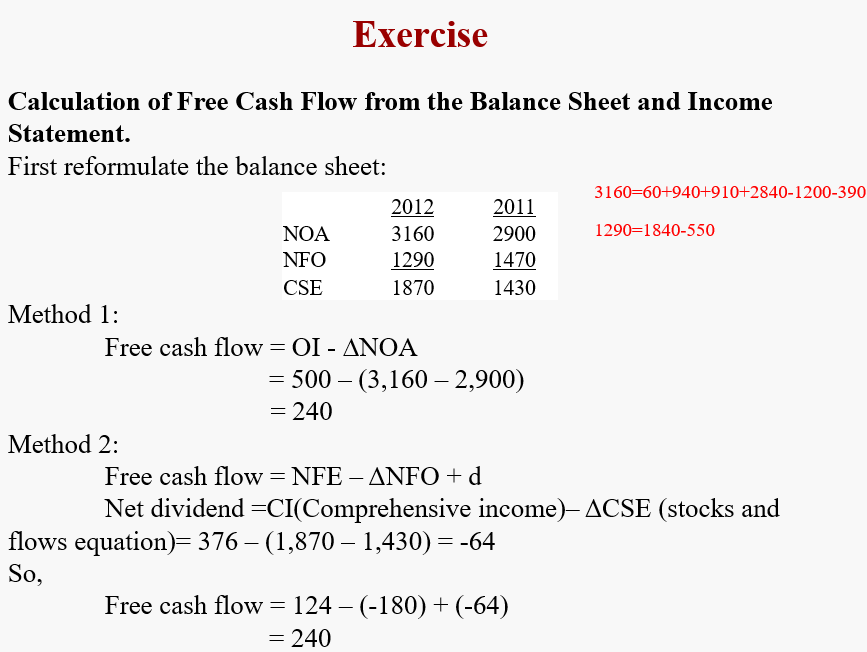 Exercise
Calculation of Free Cash Flow from the Balance Sheet and Income
Statement.
First reformulate the balance sheet:
3160=60+940+910+2840-1200-390
2012 2011
NOA 3160 2900
1290=1840-550
NFO 1290 1470
CSE 1870 1430
Method 1:
Free cash flow = OI - ΔNOA
= 500 – (3,160 – 2,900)
= 240
Method 2:
Free cash flow = NFE – ΔNFO + d
Net dividend =CI(Comprehensive income)– ΔCSE (stocks and
flows equation)= 376 – (1,870 – 1,430) = -64
So,
Free cash flow = 124 – (-180) + (-64)
= 240